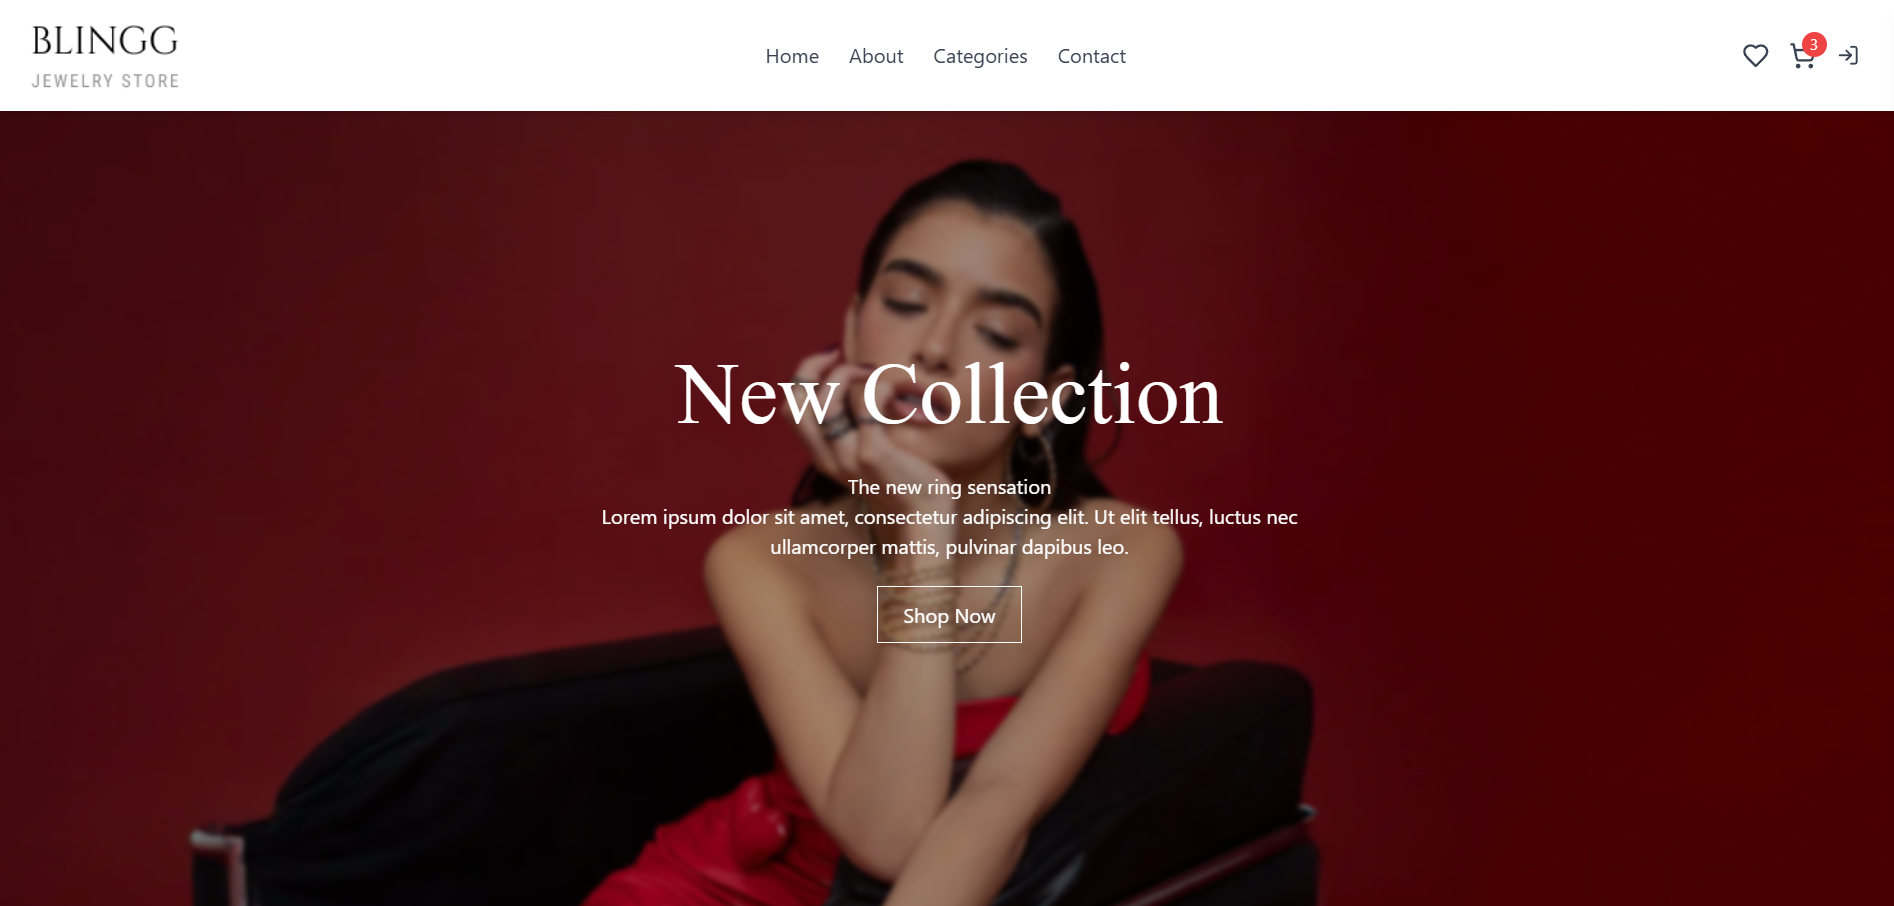 BLINGG
JEWELRY STORE
Home About Categories Contact
3
New Collection
The new ring sensation
Lorem ipsum dolor sit amet, consectetur adipiscing elit. Ut elit tellus, luctus nec
ullamcorper mattis, pulvinar dapibus leo.
Shop Now